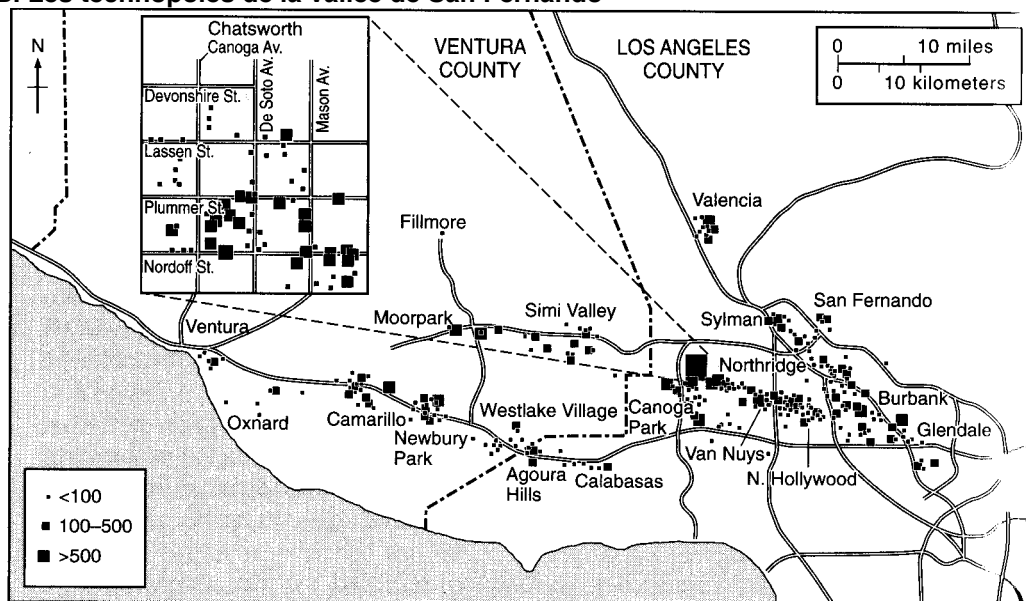 B. Les technopoles de la Vallée de San Fernando
N
Chatsworth
Canoga Av.
De Soto Av.
Mason Av.
Devonshire St.
Lassen St.
Plummer St.
Nordoff St.
VENTURA
COUNTY
LOS ANGELES
COUNTY
0 10 miles
0 10 kilometers
Valencia
Fillmore
Moorpark
Simi Valley
Sylman
San Fernando
Ventura
Northridge
Oxnard
Camarillo
Newbury
Park
Westlake Village
Canoga
Park
Burbank
Glendale
Van Nuys
N. Hollywood
Agoura
Hills
Calabasas
<100
100–500
>500